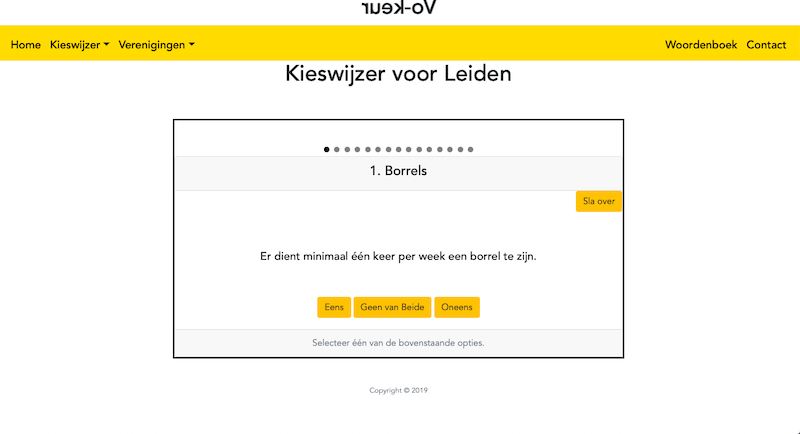 Vo-keur
Home Kieswijzer Verenigingen Woordenboek Contact
Kieswijzer voor Leiden
1. Borrels
Sla over
Er dient minimaal één keer per week een borrel te zijn.
Eens Geen van Beide Oneens
Selecteer één van de bovenstaande opties.
Copyright © 2019